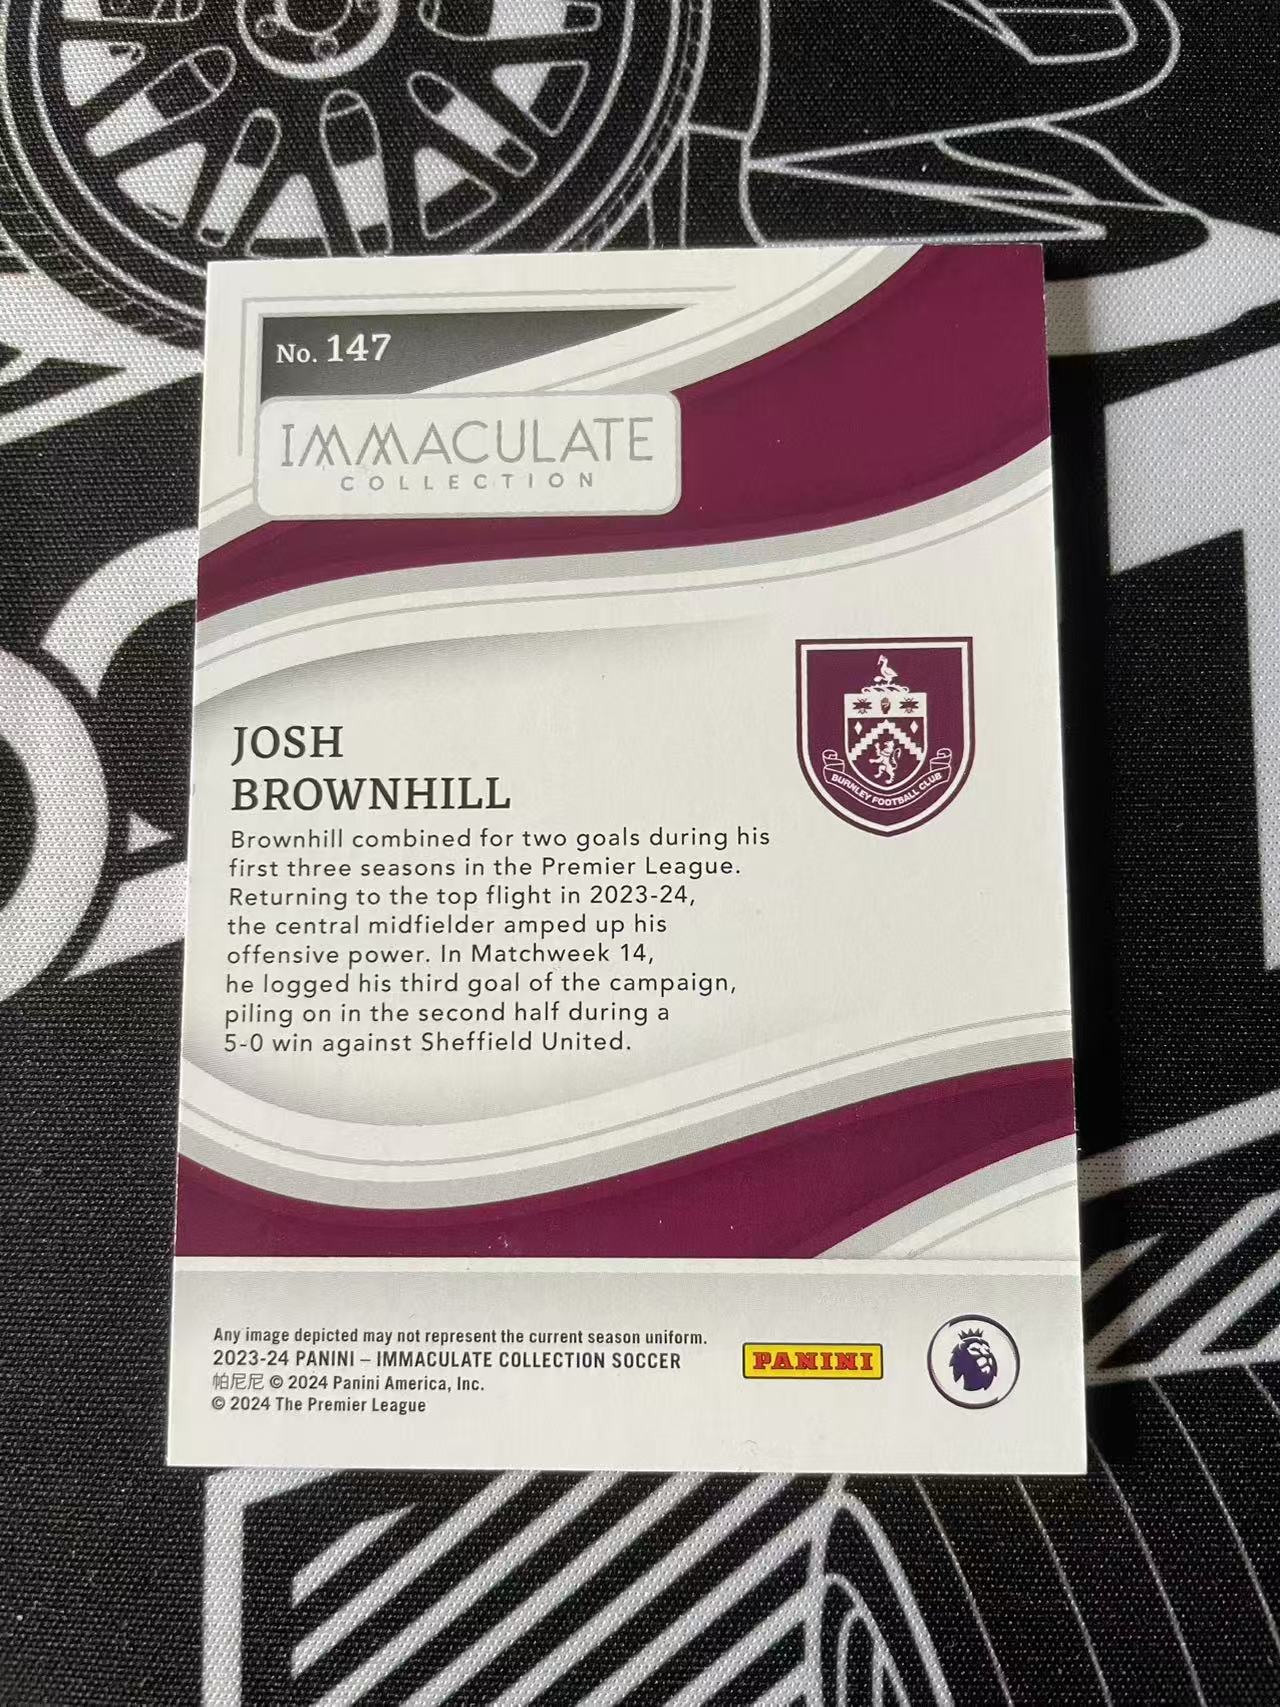 No. 147
IMMACULATE
COLLECTION
JOSH
BROWNHILL
BURNLEY FOOTBALL CLUB
Brownhill combined for two goals during his
first three seasons in the Premier League.
Returning to the top flight in 2023-24,
the central midfielder amped up his
offensive power. In Matchweek 14,
he logged his third goal of the campaign,
piling on in the second half during a
5-0 win against Sheffield United.
Any image depicted may not represent the current season uniform.
2023-24 PANINI – IMMACULATE COLLECTION SOCCER
帕尼尼 © 2024 Panini America, Inc.
© 2024 The Premier League
PANINI